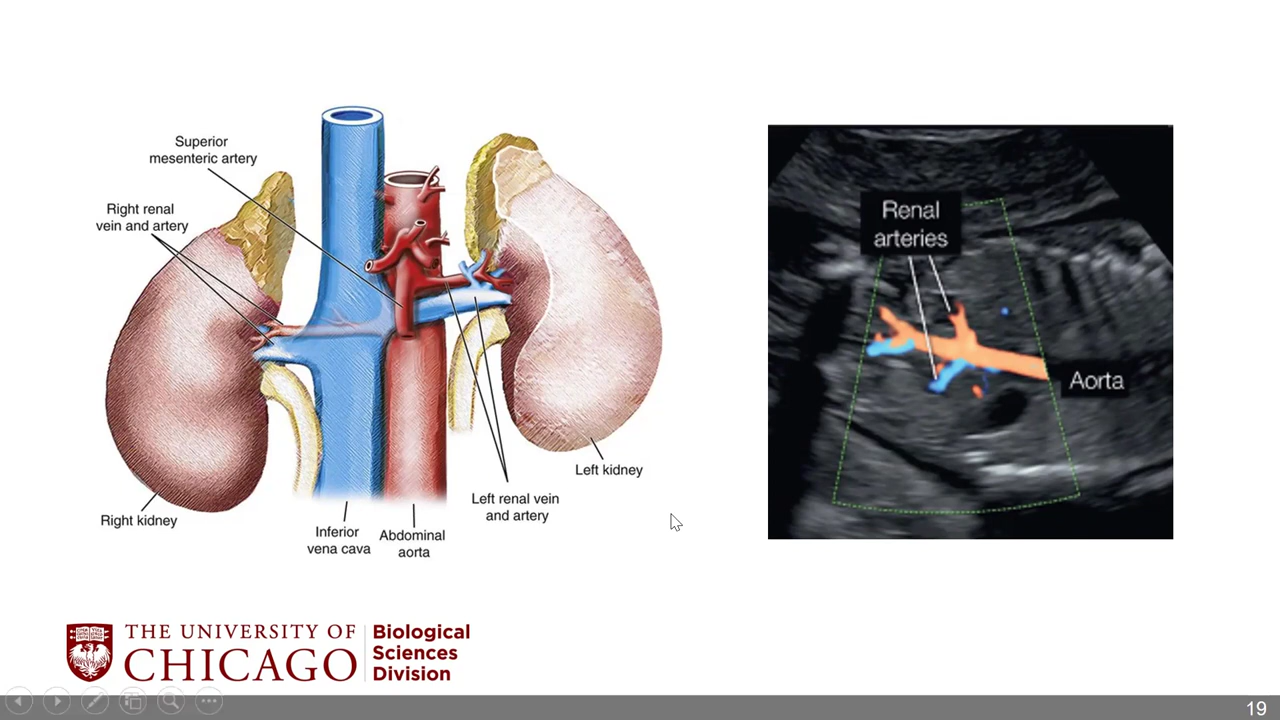 Superior
mesenteric artery
Right renal
vein and artery
Right kidney
Inferior
vena cava
Abdominal
aorta
Left renal vein
and artery
Left kidney
Renal
arteries
Aorta
THE UNIVERSITY OF
CHICAGO
Biological
Sciences
Division
19